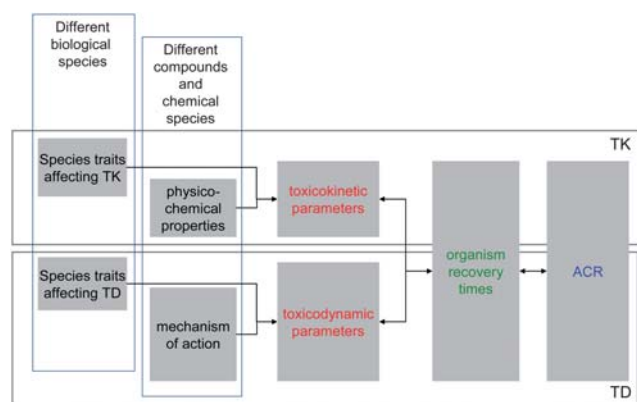 Different
biological
species
Different
compounds
and
chemical
species
TK
Species traits
affecting TK
physico-
chemical
properties
toxicokinetic
parameters
organism
recovery
times
ACR
Species traits
affecting TD
mechanism
of action
toxicodynamic
parameters
TD